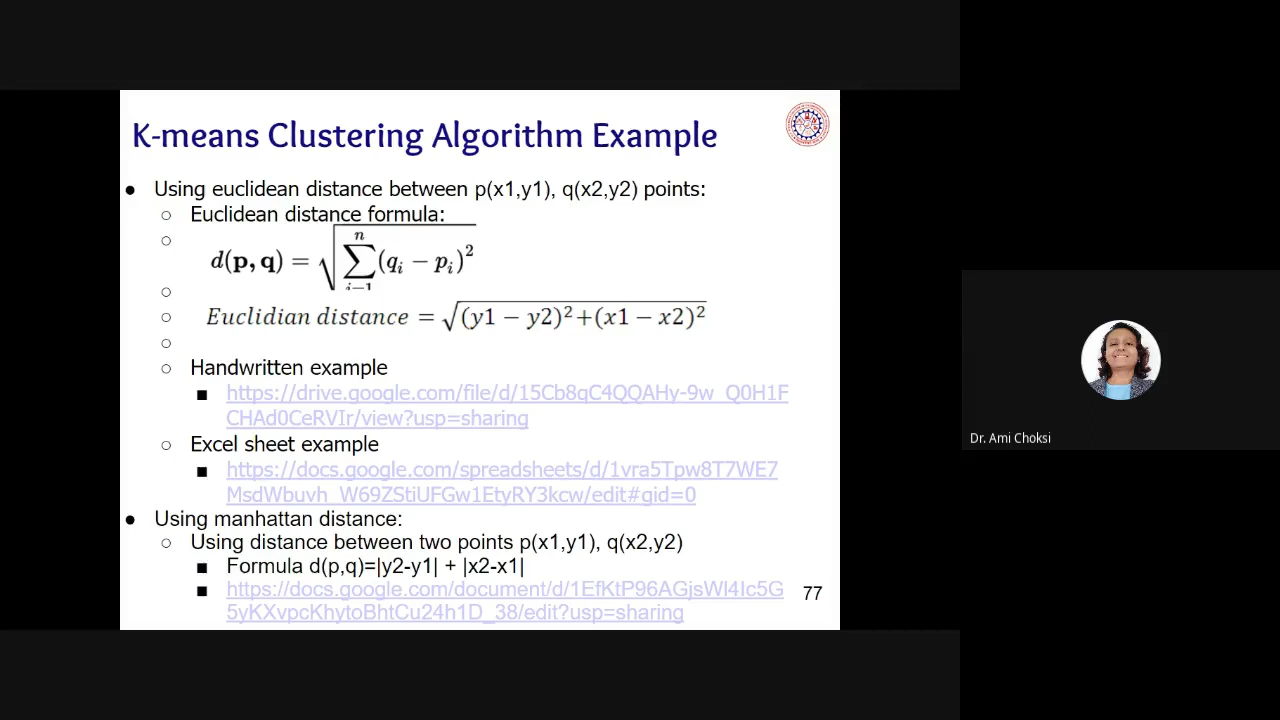 K-means Clustering Algorithm Example
● Using euclidean distance between p(x1,y1), q(x2,y2) points:
○ Euclidean distance formula:
○ d(p, q) = √∑ⁿᵢ₌₁ (qᵢ − pᵢ)²
○
○ Euclidian distance = √(y1 − y2)²+(x1 − x2)²
○
○ Handwritten example
■ https://drive.google.com/file/d/15Cb8qC4QQAHy-9w_Q0H1F
CHAd0CeRVIr/view?usp=sharing
○ Excel sheet example
■ https://docs.google.com/spreadsheets/d/1vra5Tpw8T7WE7
MsdWbuvh_W69ZStiUFGw1EtyRY3kcw/edit#gid=0
● Using manhattan distance:
○ Using distance between two points p(x1,y1), q(x2,y2)
■ Formula d(p,q)=|y2-y1| + |x2-x1|
■ https://docs.google.com/document/d/1EfKtP96AGjsWl4Ic5G
5yKXvpcKhytoBhtCu24h1D_38/edit?usp=sharing
77
Dr. Ami Choksi